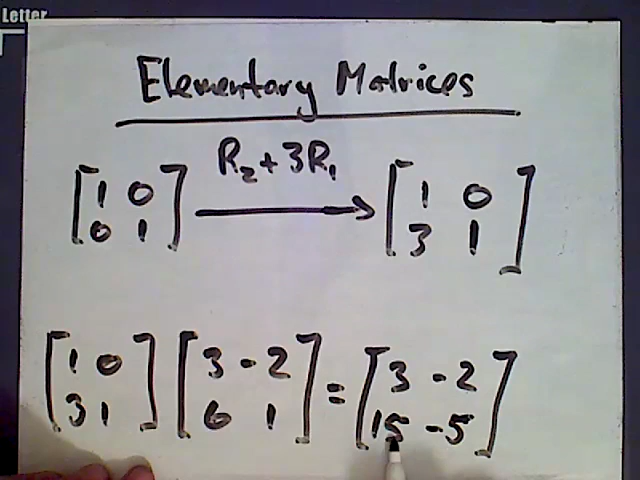 Letter
Elementary Matrices
[1 0; 0 1] R₂+3R₁ → [1 0; 3 1]
[1 0; 3 1] [3 -2; 6 1] = [3 -2; 15 -5]